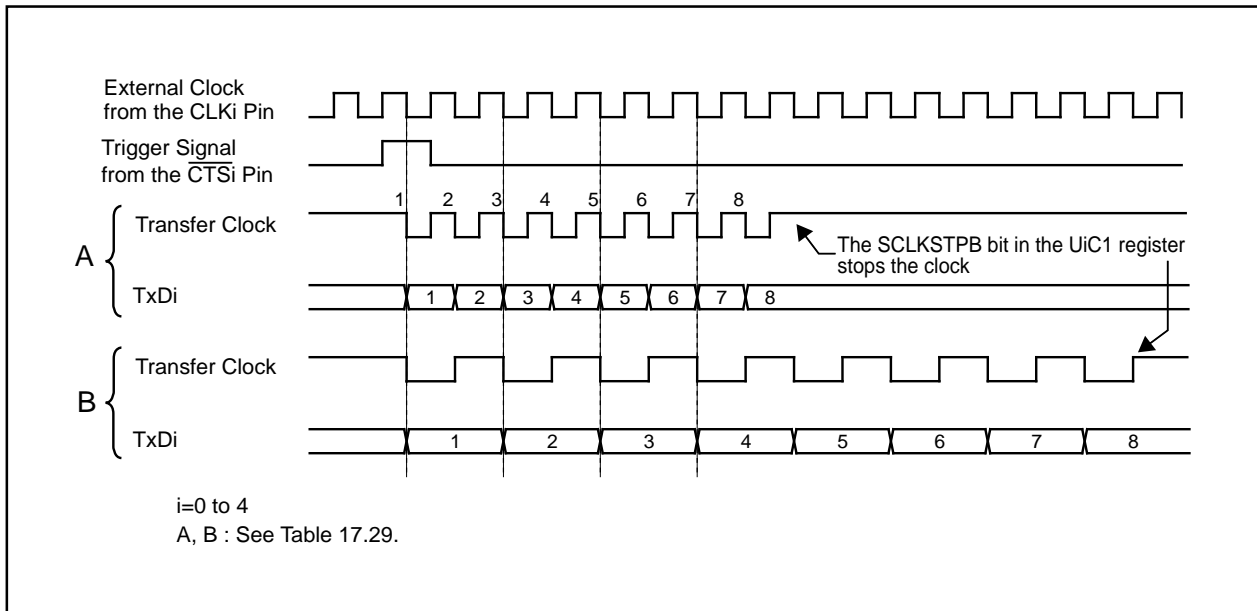 External Clock
from the CLKi Pin
Trigger Signal
from the CTSi Pin
1 2 3 4 5 6 7 8
A
Transfer Clock
The SCLKSTPB bit in the UiC1 register
stops the clock
TxDi
1 2 3 4 5 6 7 8
B
Transfer Clock
TxDi
1 2 3 4 5 6 7 8
i=0 to 4
A, B : See Table 17.29.